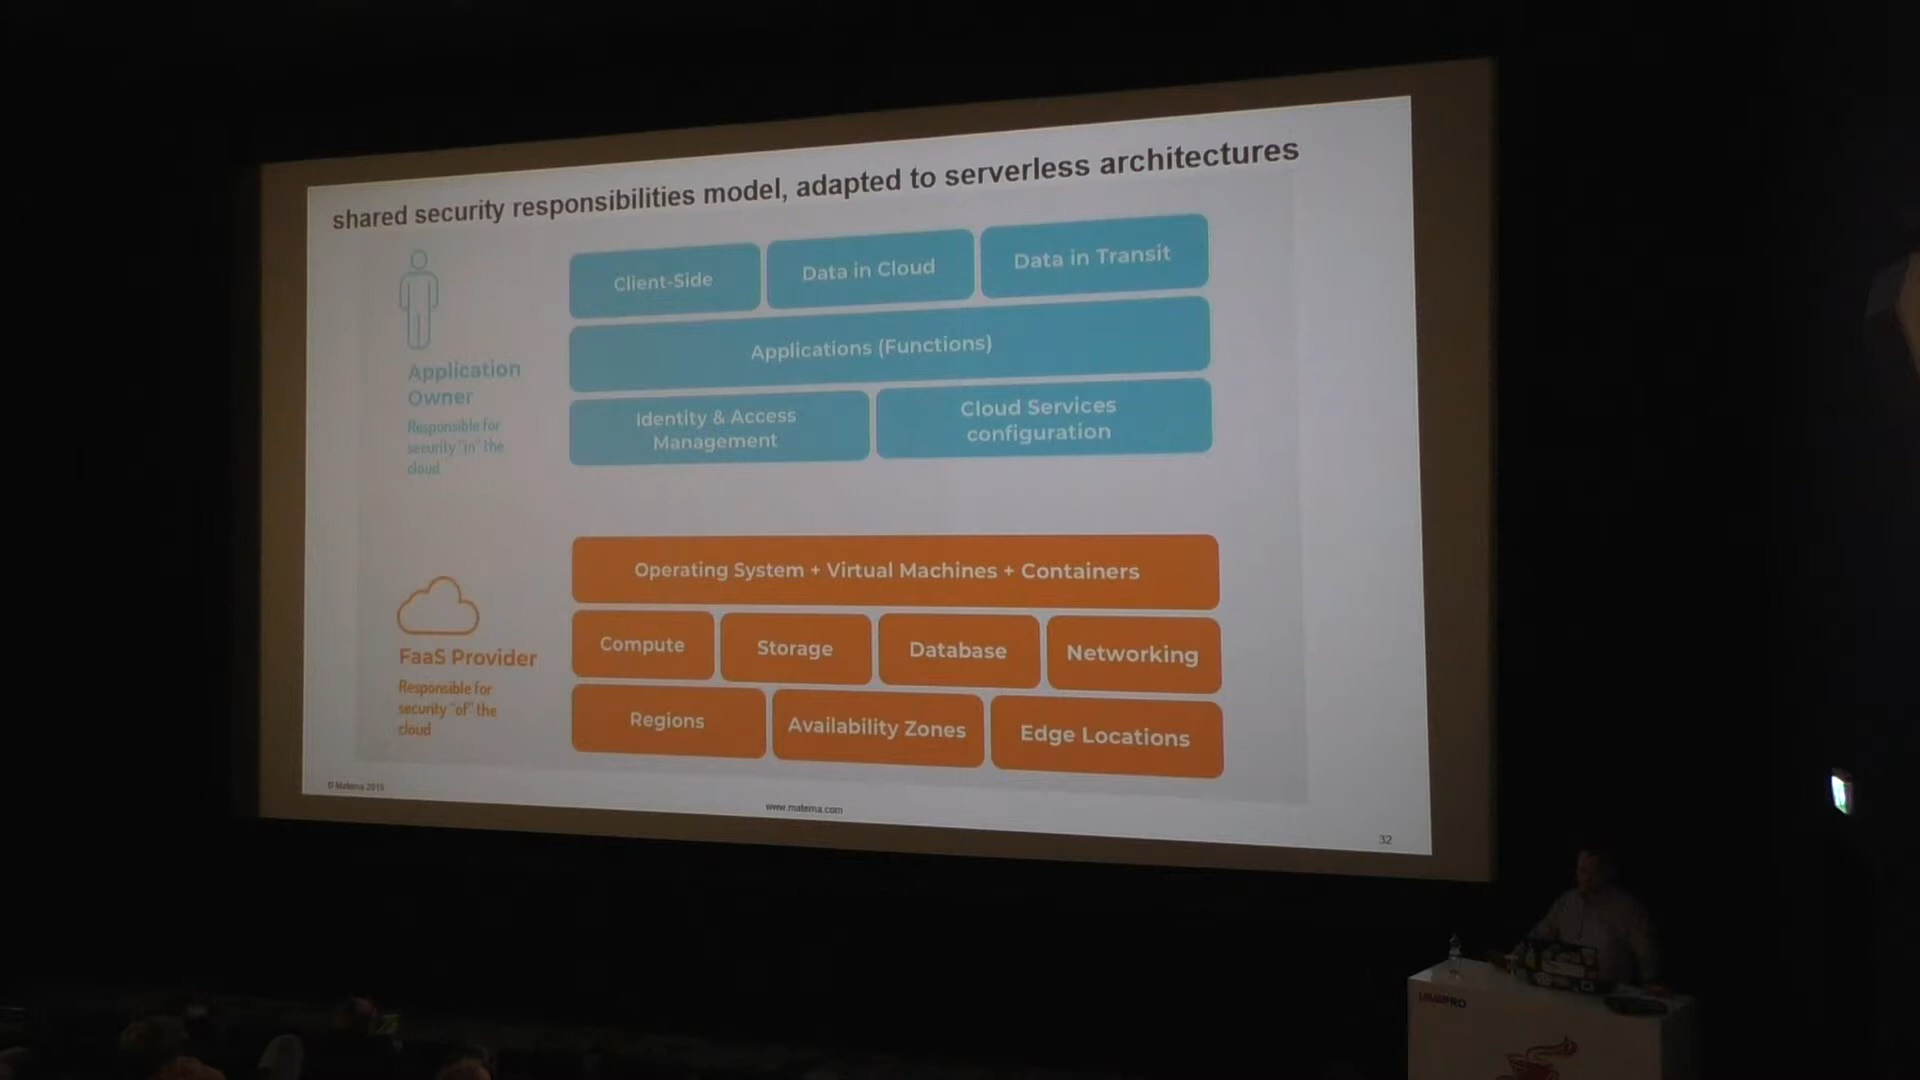 shared security responsibilities model, adapted to serverless architectures
Client-Side
Data in Cloud
Data in Transit
Applications (Functions)
Application
Owner
Responsible for
security "in" the
cloud
Identity & Access
Management
Cloud Services
configuration
Operating System + Virtual Machines + Containers
Compute
Storage
Database
Networking
FaaS Provider
Responsible for
security "of" the
cloud
Regions
Availability Zones
Edge Locations
© Materna 2019
www.materna.com
32